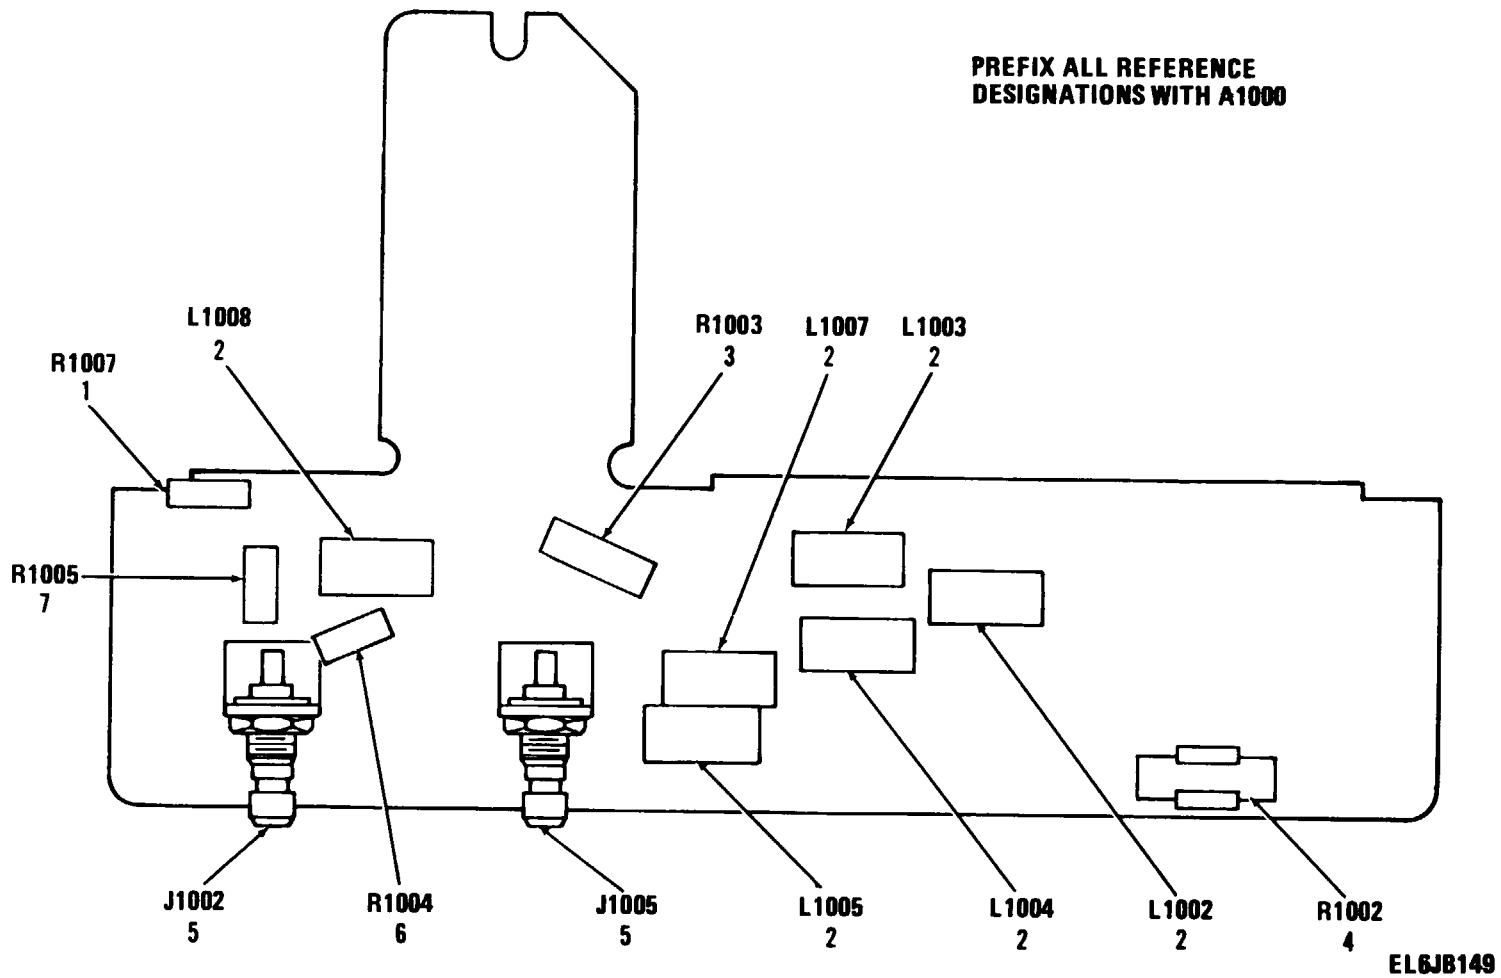 PREFIX ALL REFERENCE
DESIGNATIONS WITH A1000
L1008
2
R1003
3
L1007
2
L1003
2
R1007
1
R1005
7
J1002
5
R1004
6
J1005
5
L1005
2
L1004
2
L1002
2
R1002
4
EL6JB149